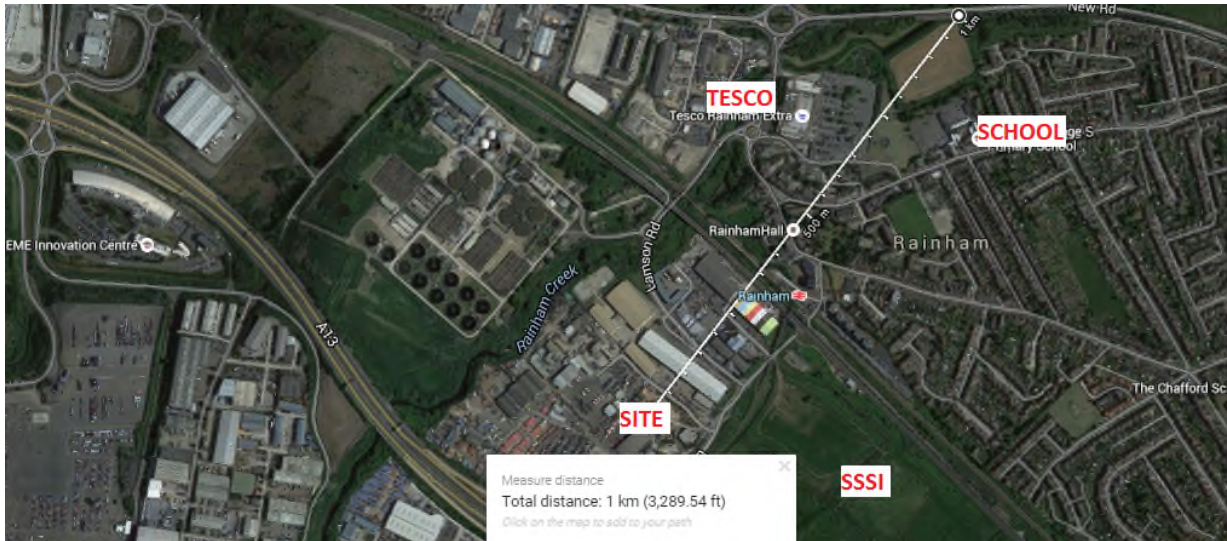 New Rd
1 km
TESCO
Tesco Rainham Extra
SCHOOL
Primary School
500 m
RainhamHall
Rainham
EME Innovation Centre
Rainham Creek
Lamson Rd
Rainham
A13
The Chafford Sc
SITE
SSSI
Measure distance
Total distance: 1 km (3,289.54 ft)
Click on the map to add to your path